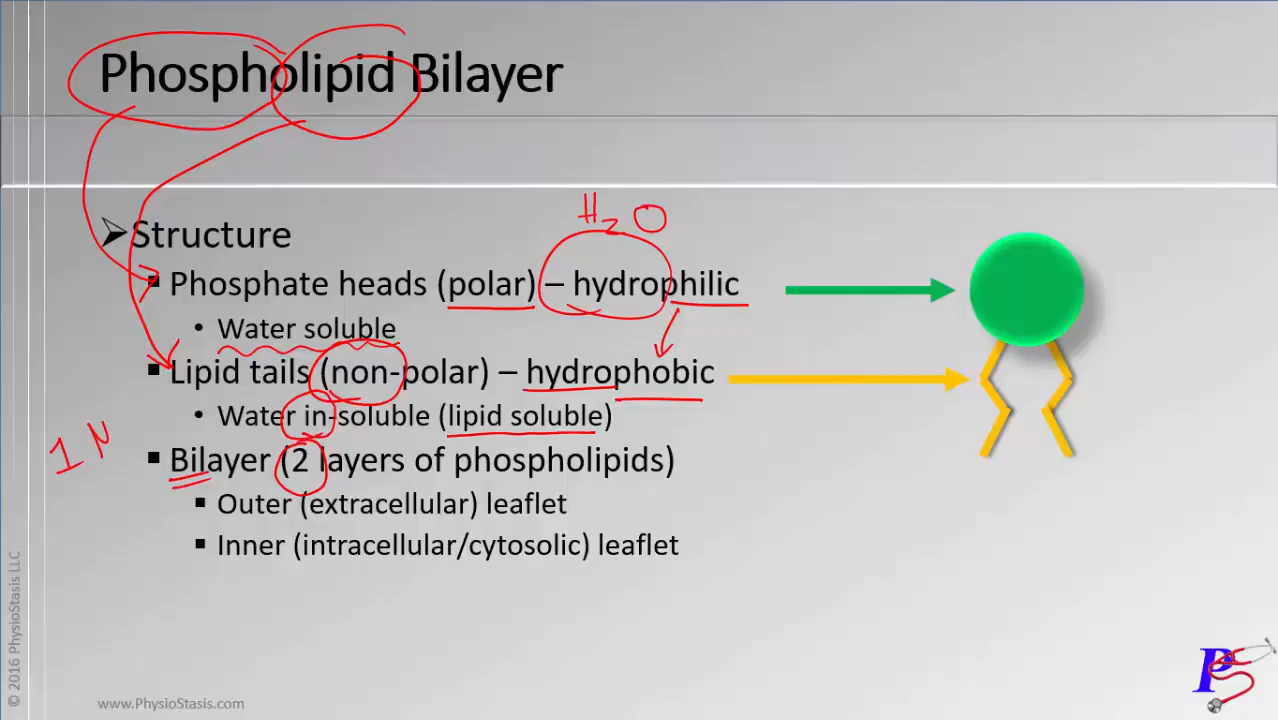 Phospholipid Bilayer
H2O
Structure
Phosphate heads (polar) – hydrophilic
Water soluble
Lipid tails (non-polar) – hydrophobic
Water in-soluble (lipid soluble)
1 N
Bilayer (2 layers of phospholipids)
Outer (extracellular) leaflet
Inner (intracellular/cytosolic) leaflet
© 2016 PhysioStasis LLC
www.PhysioStasis.com
PS